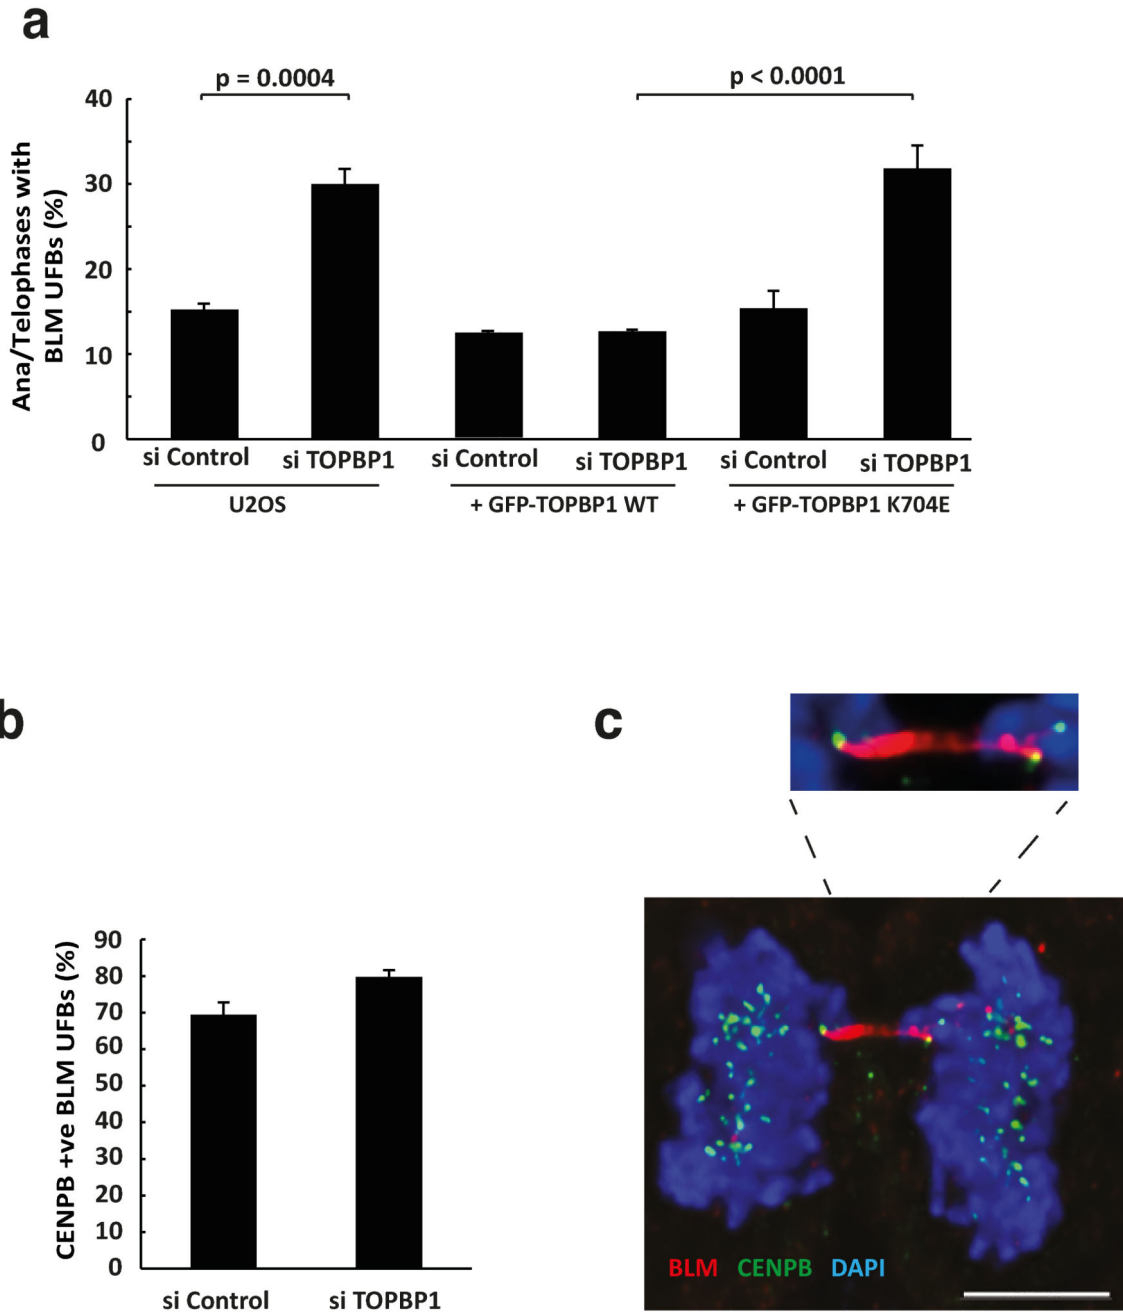 a
p = 0.0004
p < 0.0001
Ana/Telophases with
BLM UFBs (%)
40
30
20
10
0
si Control
si TOPBP1
si Control
si TOPBP1
si Control
si TOPBP1
U2OS
+ GFP-TOPBP1 WT
+ GFP-TOPBP1 K704E
b
CENPB +ve BLM UFBs (%)
90
80
70
60
50
40
30
20
10
0
si Control
si TOPBP1
c
BLM CENPB DAPI